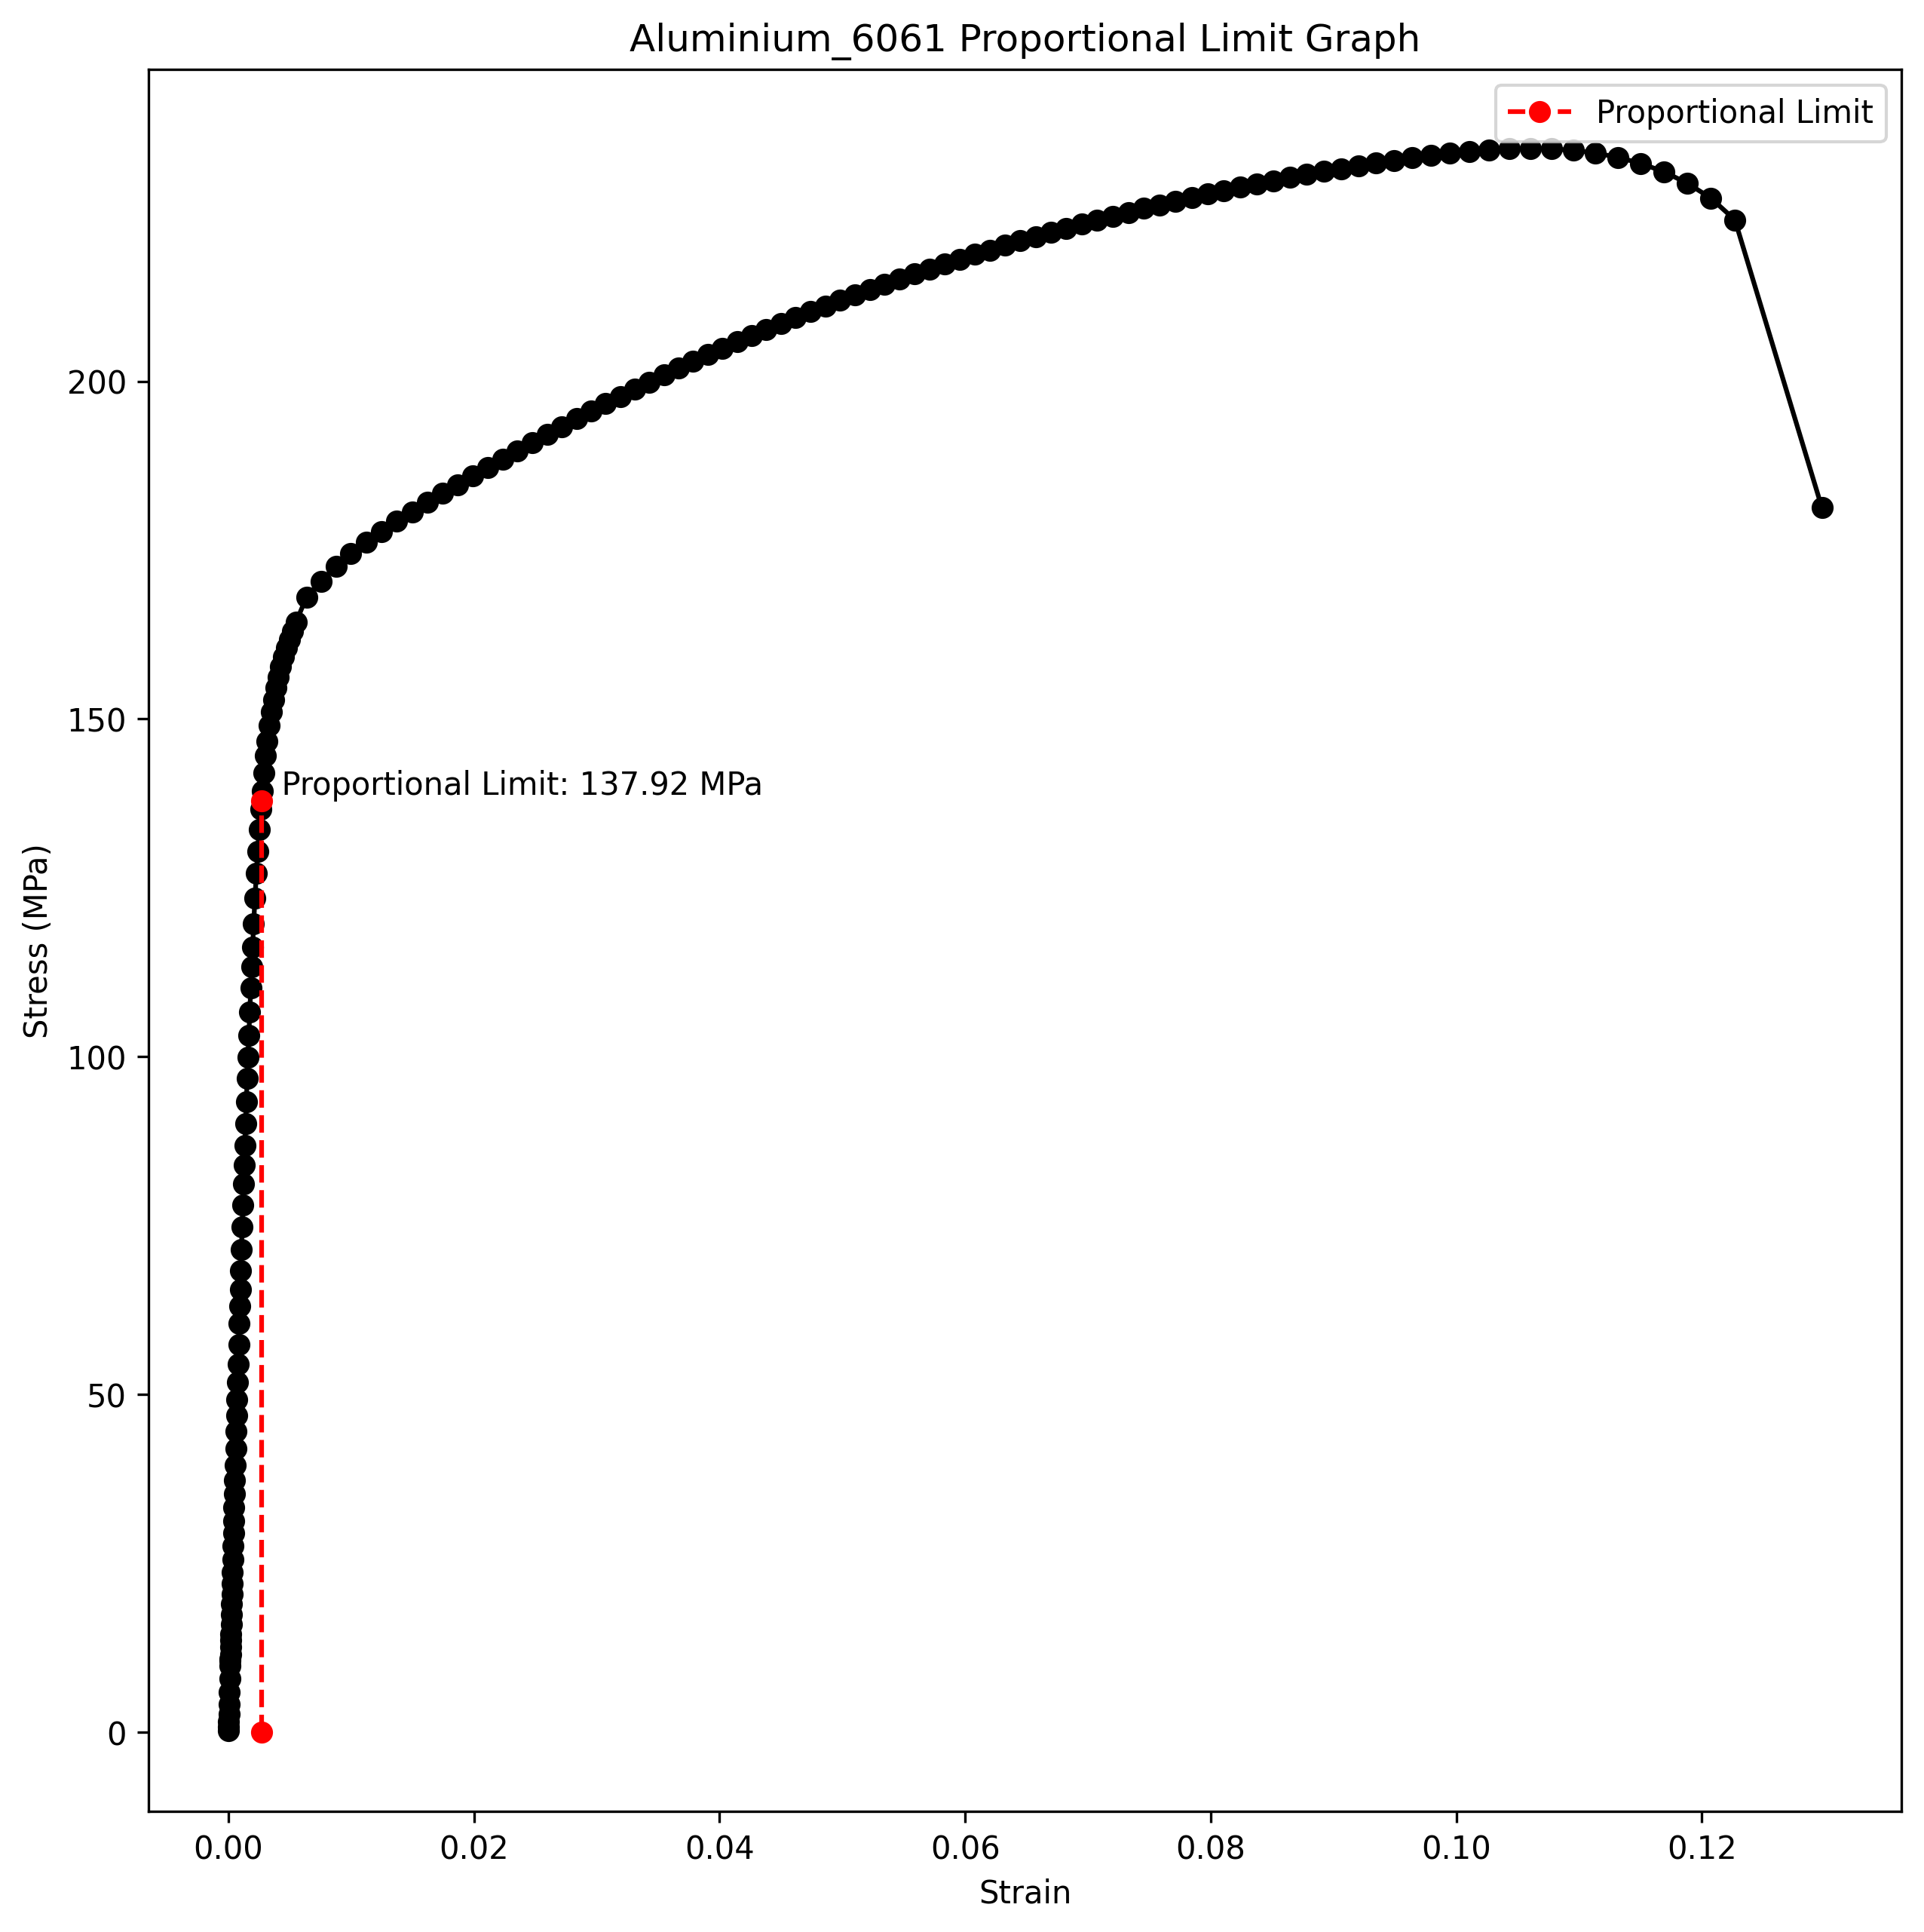 Aluminium_6061 Proportional Limit Graph
Proportional Limit
200
150
Proportional Limit: 137.92 MPa
Stress (MPa)
100
50
0
0.00 0.02 0.04 0.06 0.08 0.10 0.12
Strain